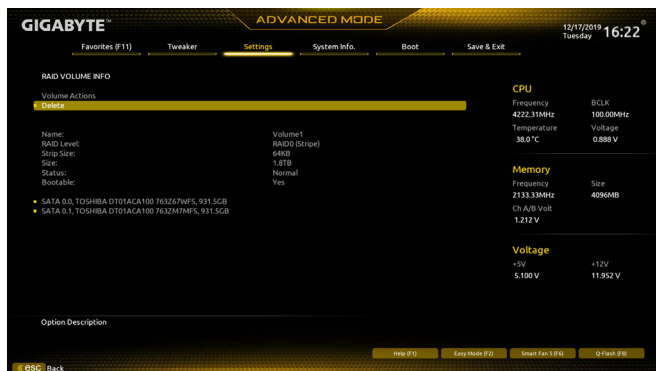 GIGABYTE™
ADVANCED MODE
12/17/2019
Tuesday
16:22
Favorites (F11) Tweaker Settings System Info. Boot Save & Exit
RAID VOLUME INFO
Volume Actions
Delete
Name: Volume1
RAID Level: RAID0 (Stripe)
Strip Size: 64KB
Size: 1.8TB
Status: Normal
Bootable: Yes
SATA 0.0, TOSHIBA DT01ACA100 763Z67WFS, 931.5GB
SATA 0.1, TOSHIBA DT01ACA100 763ZM7MFS, 931.5GB
CPU
Frequency BCLK
4222.31MHz 100.00MHz
Temperature Voltage
38.0 °C 0.888 V
Memory
Frequency Size
2133.33MHz 4096MB
Ch A/B Volt
1.212 V
Voltage
+5V +12V
5.100 V 11.952 V
Option Description
Help (F1) Easy Mode (F2) Smart Fan 5 (F6) Q-Flash (F8)
esc Back